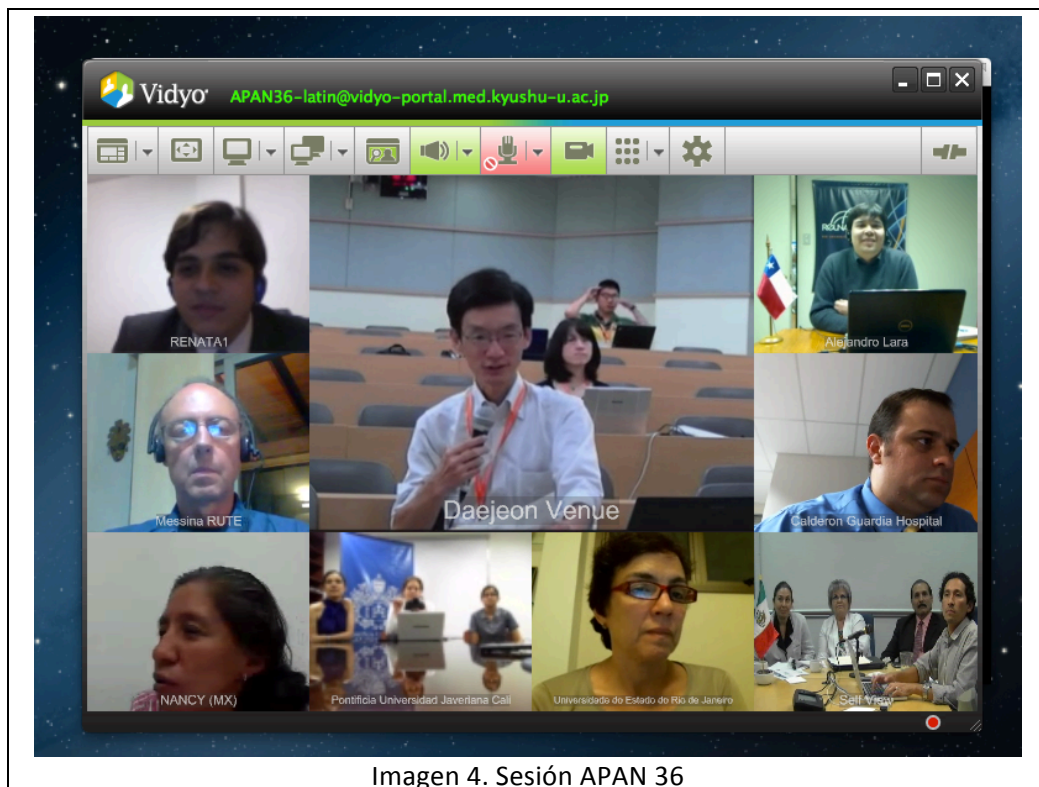 Vidyo
APAN36-latin@vidyo-portal.med.kyushu-u.ac.jp
RENATA1
Daejeon Venue
Alejandro Lara
Messina RUTE
Calderon Guardia Hospital
NANCY (MX)
Pontificia Universidad Javeriana Cali
Universidade do Estado do Rio de Janeiro
Self View
Imagen 4. Sesión APAN 36